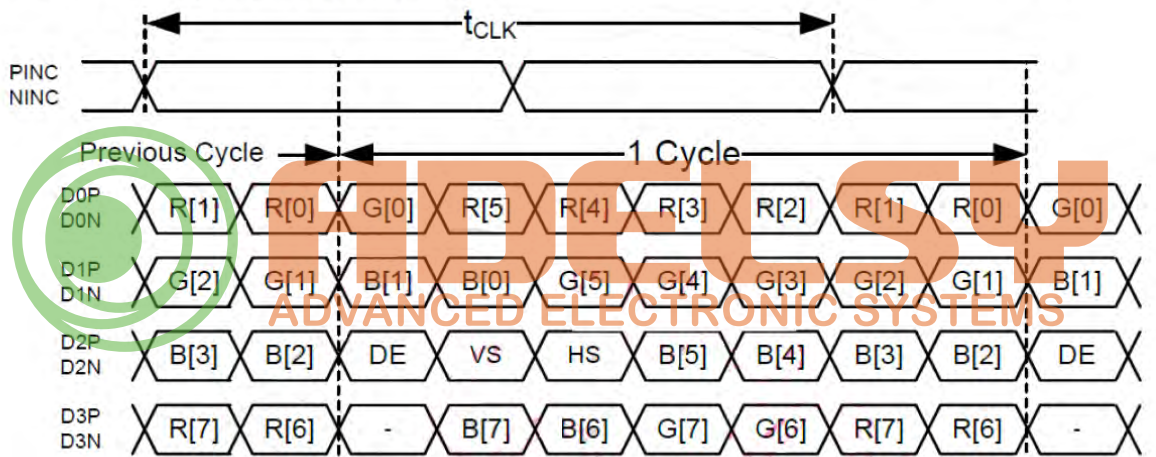 tCLK
PINC
NINC
Previous Cycle
1 Cycle
D0P
D0N
R[1] R[0] G[0] R[5] R[4] R[3] R[2] R[1] R[0] G[0]
D1P
D1N
G[2] G[1] B[1] B[0] G[5] G[4] G[3] G[2] G[1] B[1]
D2P
D2N
B[3] B[2] DE VS HS B[5] B[4] B[3] B[2] DE
D3P
D3N
R[7] R[6] - B[7] B[6] G[7] G[6] R[7] R[6] -
ADELSY
ADVANCED ELECTRONIC SYSTEMS